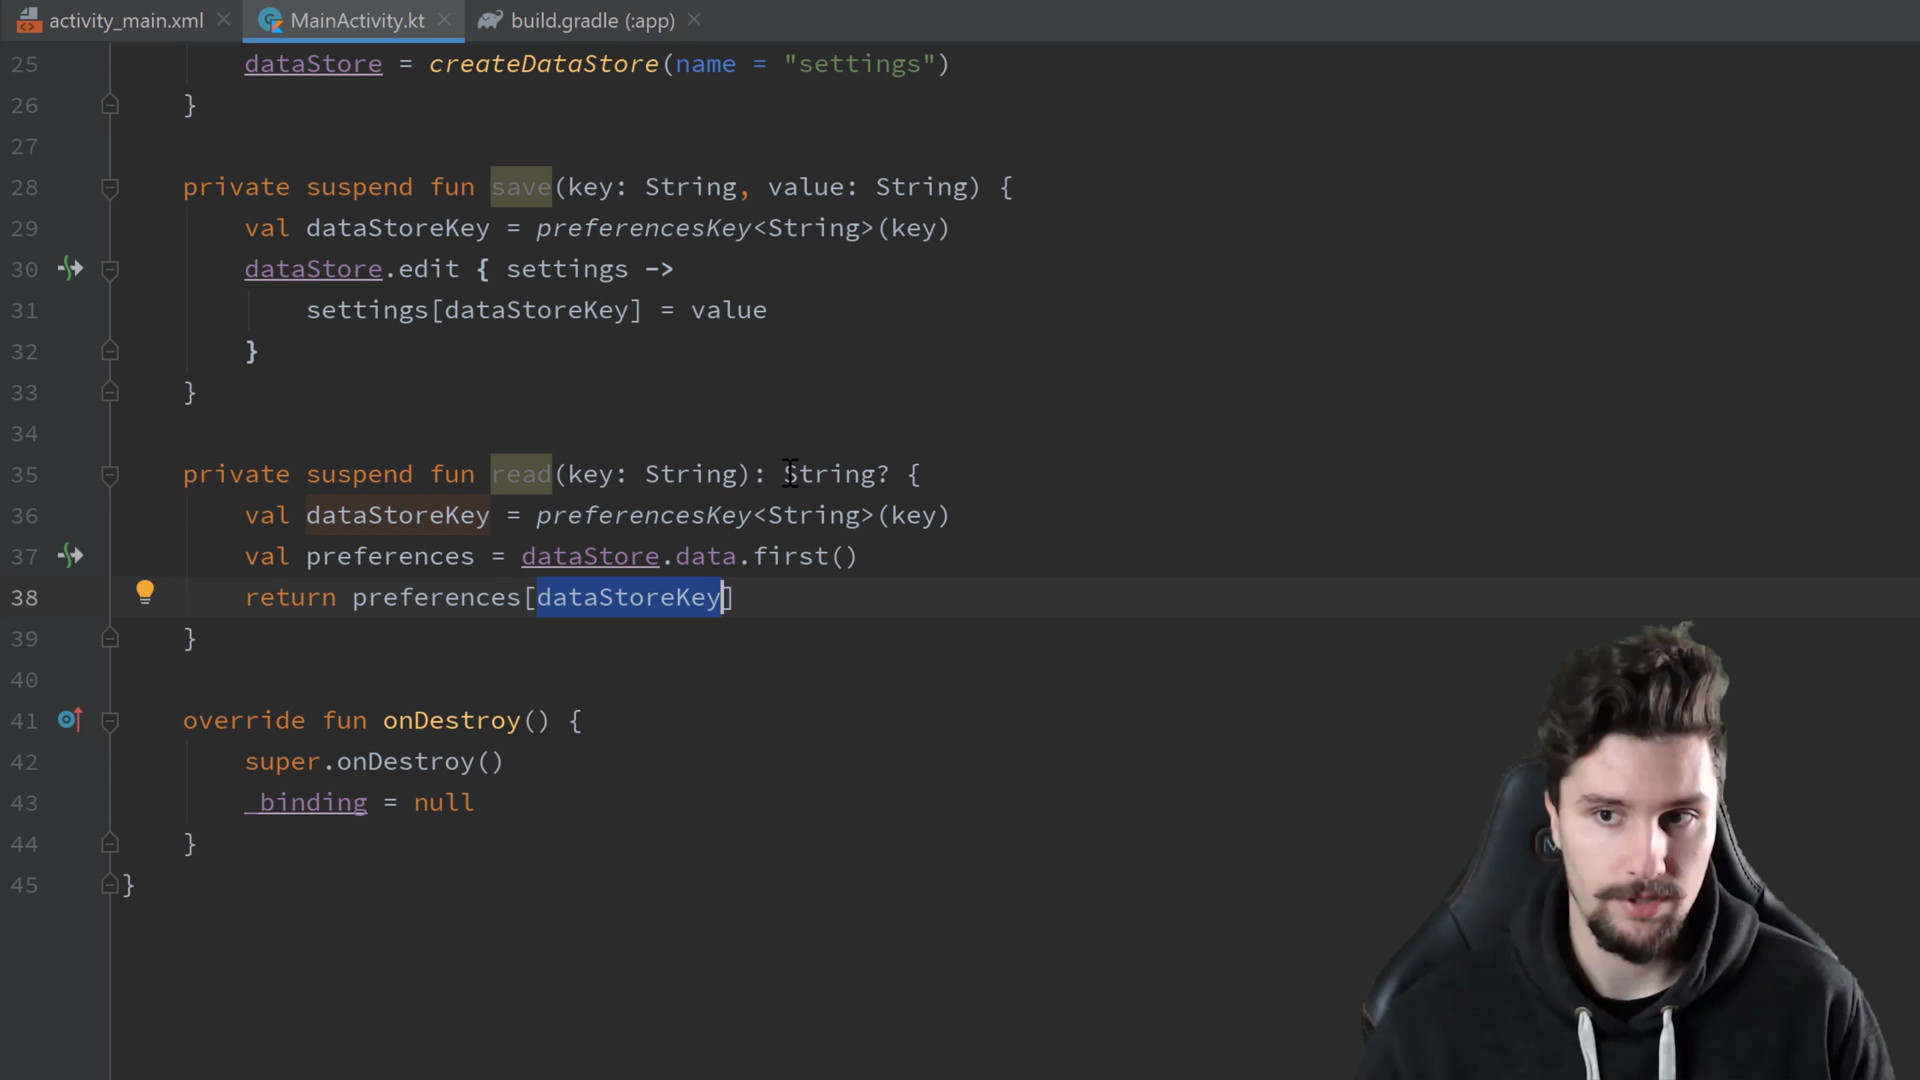 activity_main.xml
MainActivity.kt
build.gradle (:app)
25 dataStore = createDataStore(name = "settings")
26 }
27
28 private suspend fun save(key: String, value: String) {
29 val dataStoreKey = preferencesKey<String>(key)
30 dataStore.edit { settings ->
31 settings[dataStoreKey] = value
32 }
33 }
34
35 private suspend fun read(key: String): String? {
36 val dataStoreKey = preferencesKey<String>(key)
37 val preferences = dataStore.data.first()
38 return preferences[dataStoreKey]
39 }
40
41 override fun onDestroy() {
42 super.onDestroy()
43 _binding = null
44 }
45 }